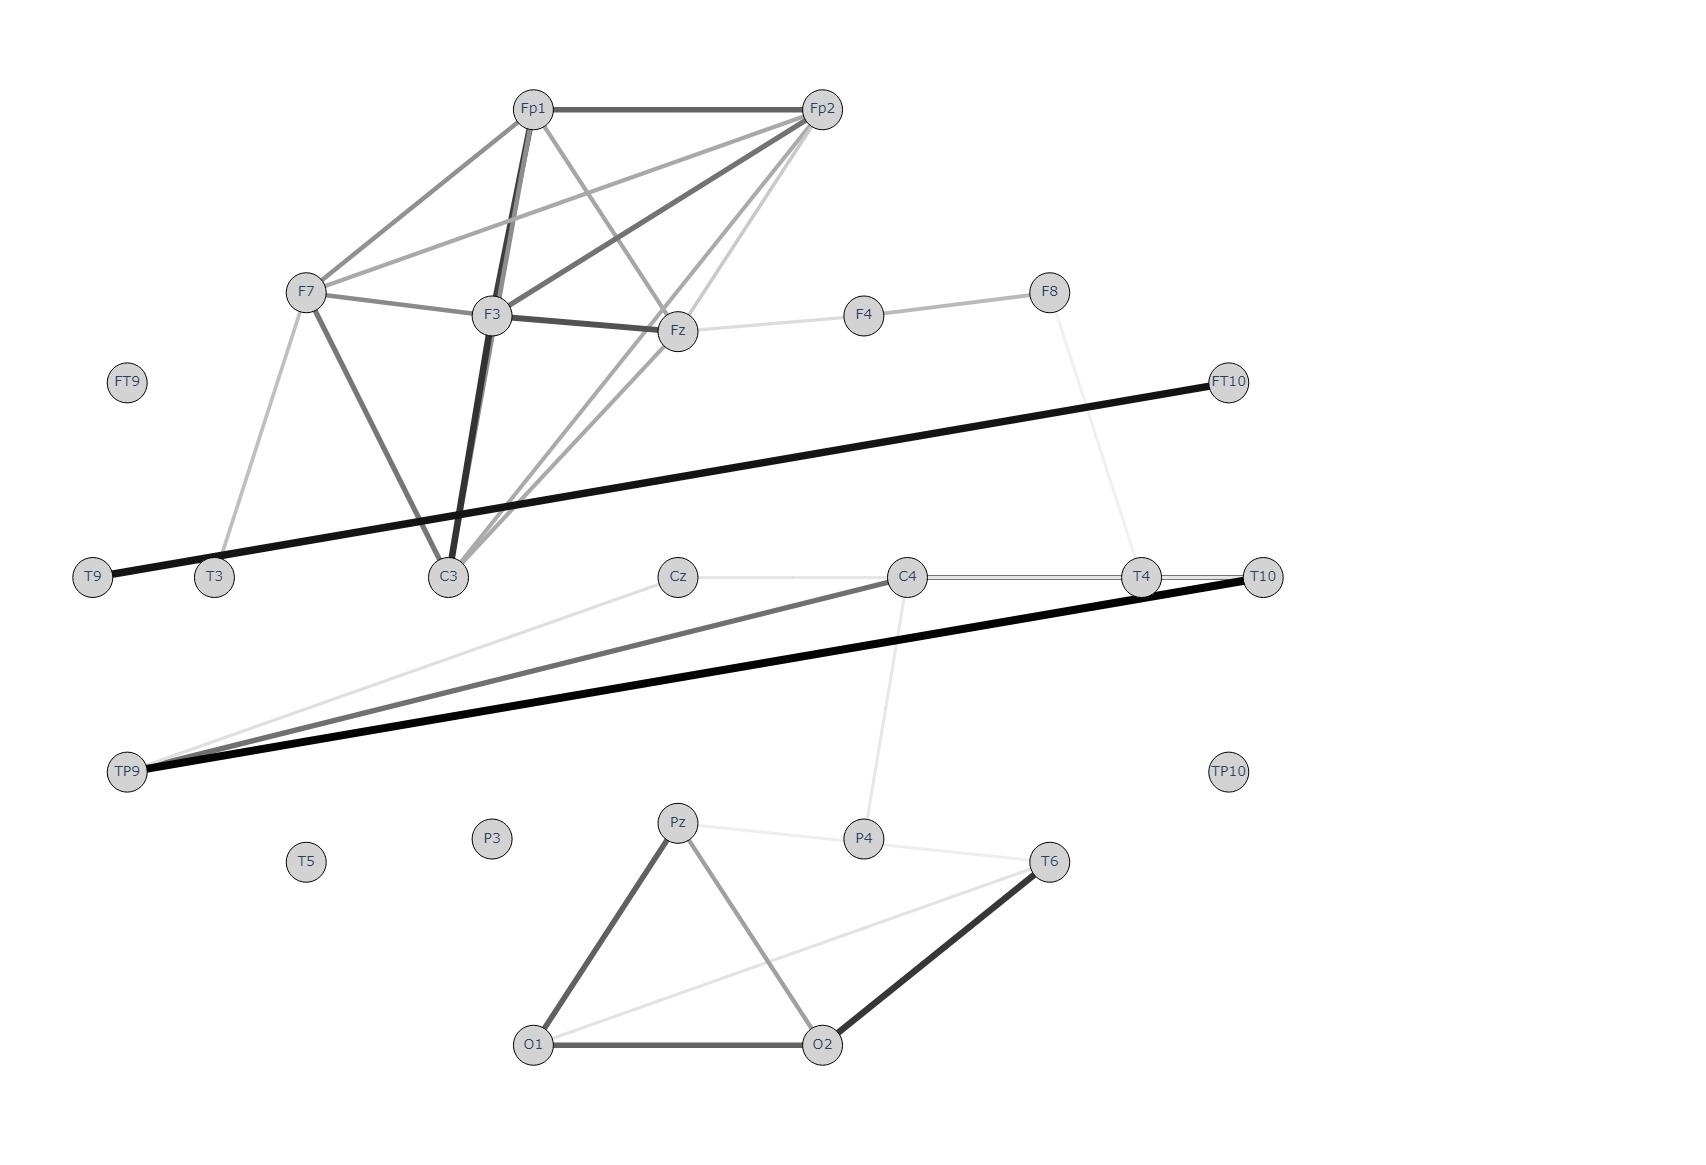 Fp1 Fp2
F7 F3 Fz F4 F8
FT9 FT10
T9 T3 C3 Cz C4 T4 T10
TP9 TP10
T5 P3 Pz P4 T6
O1 O2